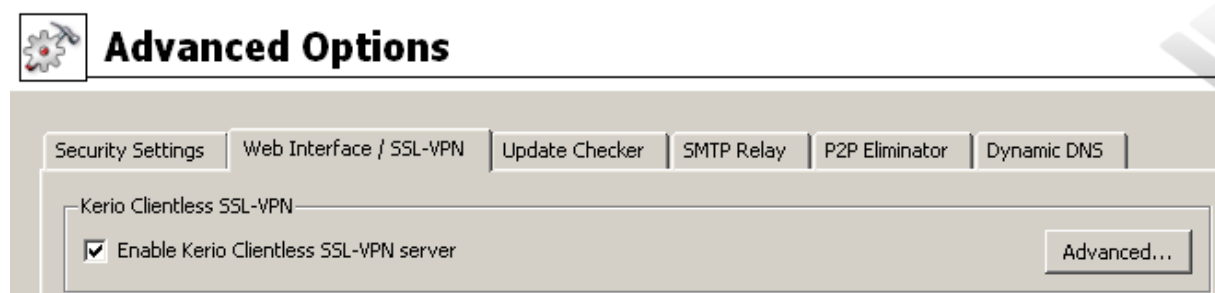 Advanced Options
Security Settings Web Interface / SSL-VPN Update Checker SMTP Relay P2P Eliminator Dynamic DNS
Kerio Clientless SSL-VPN
Enable Kerio Clientless SSL-VPN server Advanced...